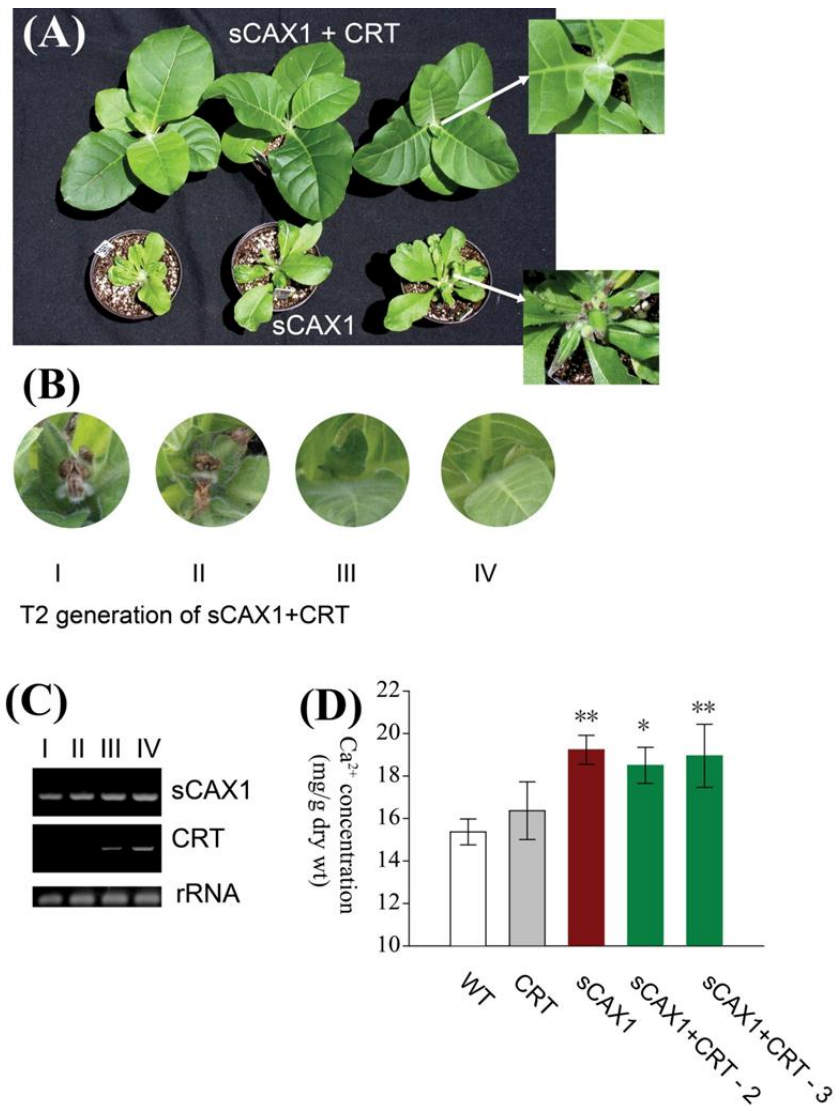 (A)
sCAX1 + CRT
sCAX1
(B)
I II III IV
T2 generation of sCAX1+CRT
(C)
I II III IV
sCAX1
CRT
rRNA
(D)
Ca²⁺ concentration
(mg/g dry wt)
22
20
18
16
14
12
10
** * **
WT
CRT
sCAX1
sCAX1+CRT - 2
sCAX1+CRT - 3